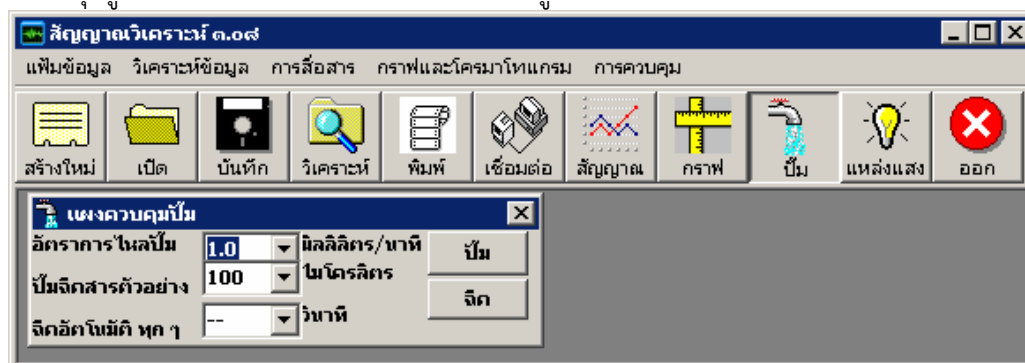 สัญญาณวิเคราะห์ ๓.๐๘
แฟ้มข้อมูล วิเคราะห์ข้อมูล การสื่อสาร กราฟและโครมาโทแกรม การควบคุม
สร้างใหม่ เปิด บันทึก วิเคราะห์ พิมพ์ เชื่อมต่อ สัญญาณ กราฟ ปั๊ม แหล่งแสง ออก
แผงควบคุมปั๊ม
อัตราการไหลปั๊ม 1.0 มิลลิลิตร/นาที ปั๊ม
ปั๊มฉีดสารตัวอย่าง 100 ไมโครลิตร
ฉีด
ฉีดอัตโนมัติ ทุก ๆ -- วินาที